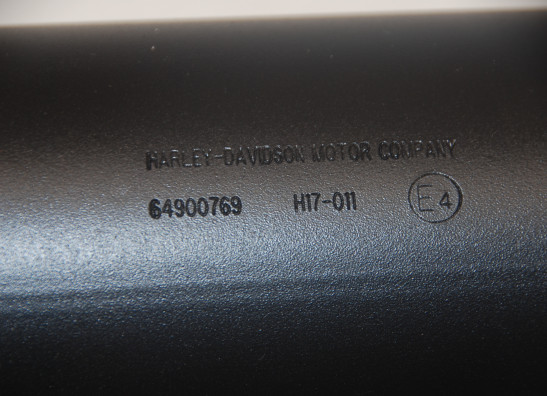 HARLEY-DAVIDSON MOTOR COMPANY
64900769 H17-011 E4